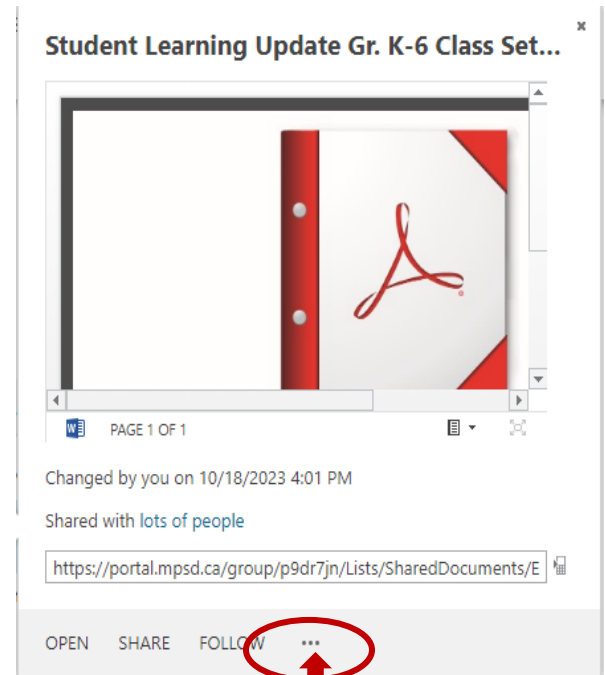 Student Learning Update Gr. K-6 Class Set...
PAGE 1 OF 1
Changed by you on 10/18/2023 4:01 PM
Shared with lots of people
https://portal.mpsd.ca/group/p9dr7jn/Lists/SharedDocuments/E
OPEN SHARE FOLLOW ...